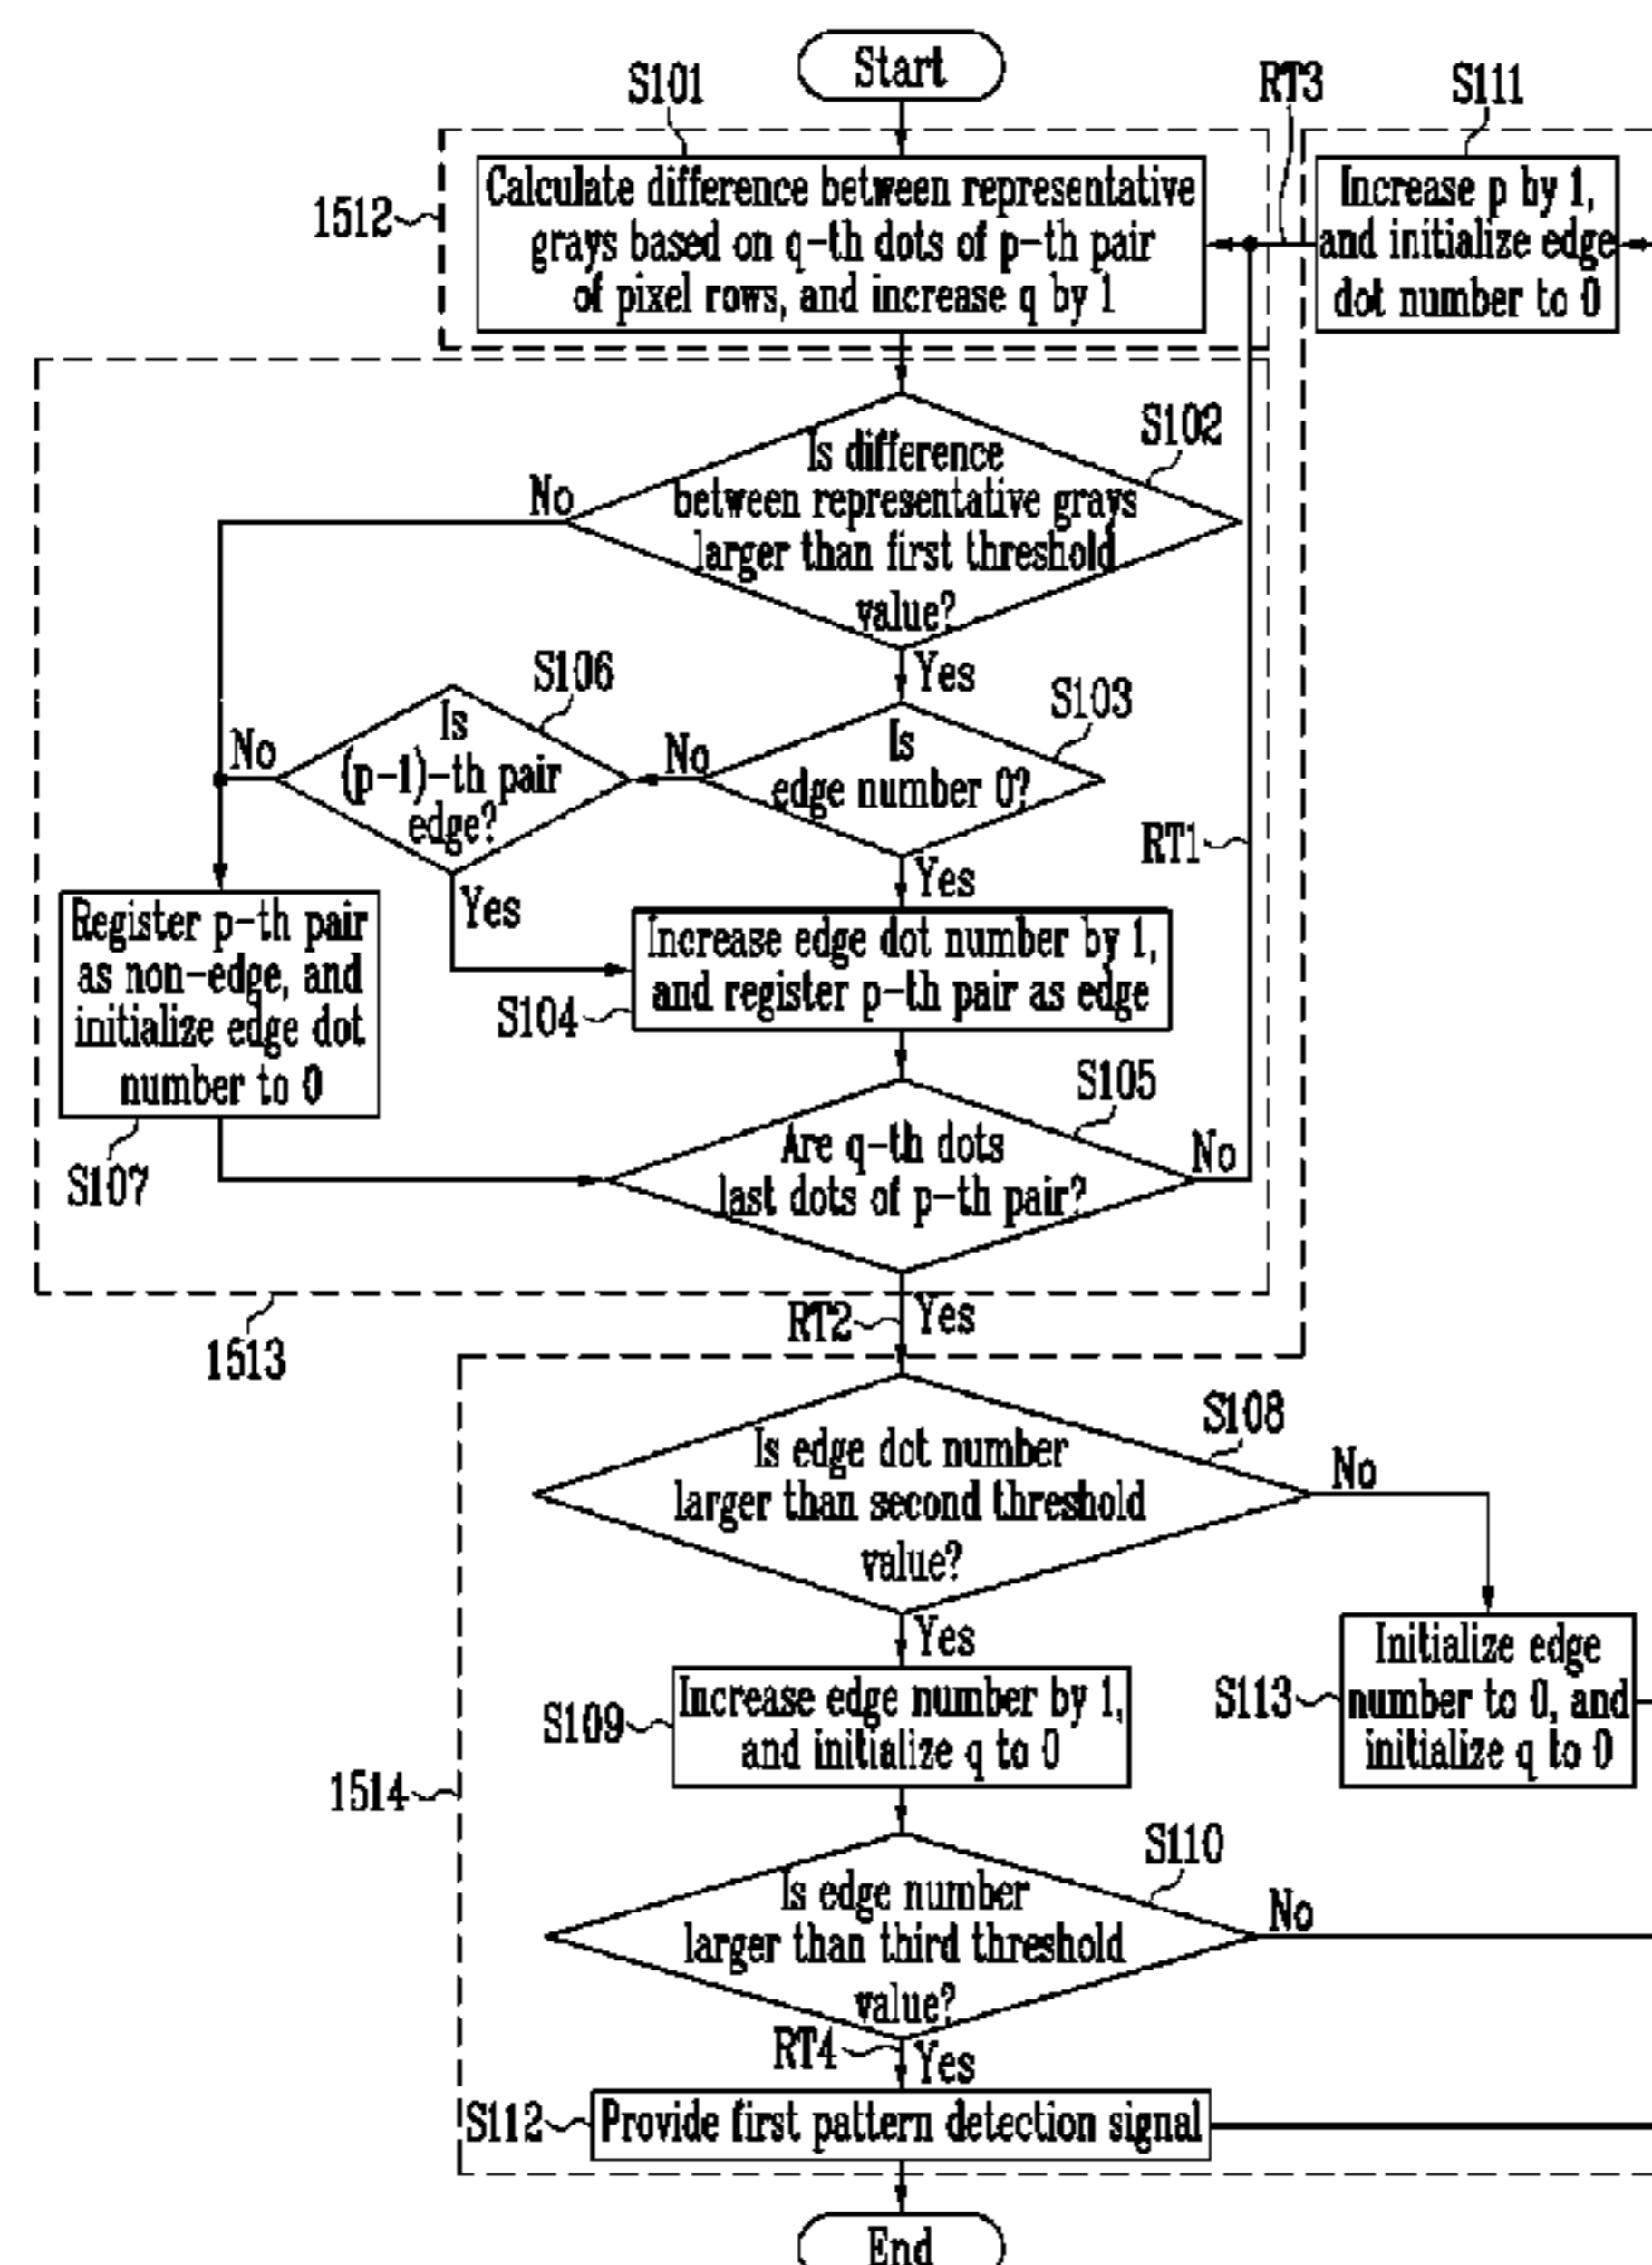 Start
S101
RT3
S111
1512
Calculate difference between representative
grays based on q-th dots of p-th pair
of pixel rows, and increase q by 1
Increase p by 1,
and initialize edge
dot number to 0
S102
Is difference
between representative grays
larger than first threshold
value?
No
Yes
S106
S103
Is
(p-1)-th pair
edge?
No
No
Is
edge number 0?
RT1
Yes
Yes
Register p-th pair
as non-edge, and
initialize edge dot
number to 0
Increase edge dot number by 1,
and register p-th pair as edge
S104
S105
S107
Are q-th dots
last dots of p-th pair?
No
1513
RT2
Yes
S108
Is edge dot number
larger than second threshold
value?
No
Yes
S109
Increase edge number by 1,
and initialize q to 0
S113
Initialize edge
number to 0, and
initialize q to 0
1514
S110
Is edge number
larger than third threshold
value?
No
RT4
Yes
S112
Provide first pattern detection signal
End